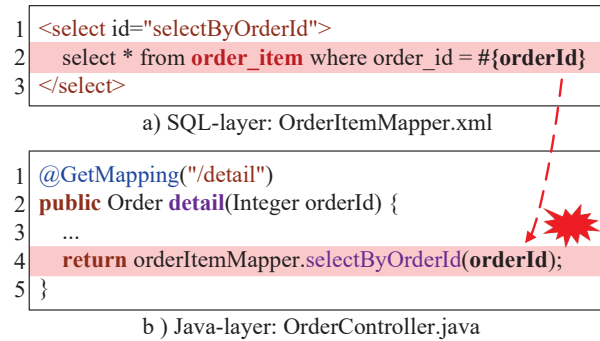 1 <select id="selectByOrderId">
2 select * from order_item where order_id = #{orderId}
3 </select>
a) SQL-layer: OrderItemMapper.xml
1 @GetMapping("/detail")
2 public Order detail(Integer orderId) {
3 ...
4 return orderItemMapper.selectByOrderId(orderId);
5 }
b ) Java-layer: OrderController.java